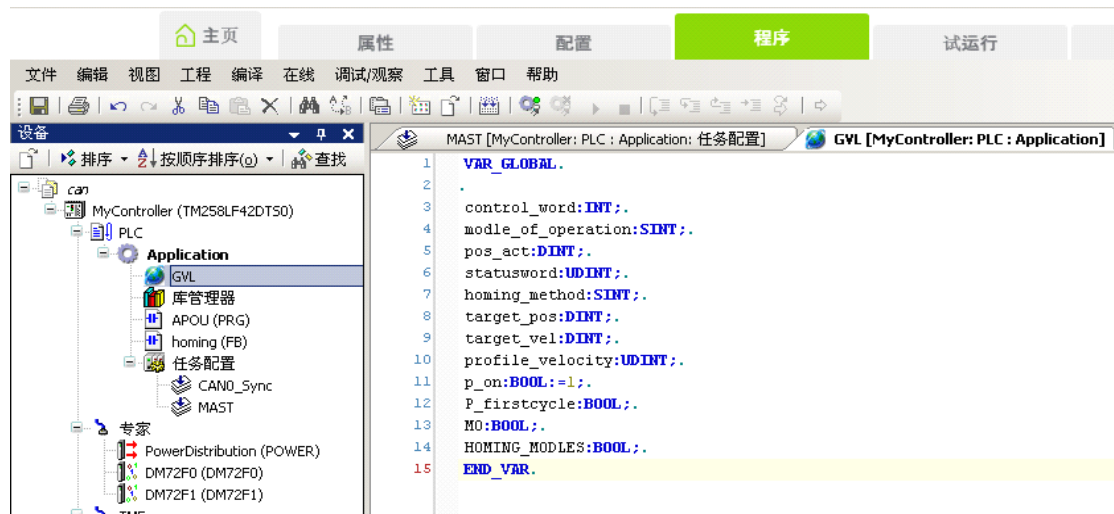 主页 属性 配置 程序 试运行
文件 编辑 视图 工程 编译 在线 调试/观察 工具 窗口 帮助
设备
排序 按顺序排序(o) 查找
can
MyController (TM258LF42DTS0)
PLC
Application
GVL
库管理器
APOU (PRG)
homing (FB)
任务配置
CAN0_Sync
MAST
专家
PowerDistribution (POWER)
DM72F0 (DM72F0)
DM72F1 (DM72F1)
MAST [MyController: PLC : Application: 任务配置] GVL [MyController: PLC : Application]
1 VAR_GLOBAL.
2 .
3 control_word:INT;.
4 modle_of_operation:SINT;.
5 pos_act:DINT;.
6 statusword:UDINT;.
7 homing_method:SINT;.
8 target_pos:DINT;.
9 target_vel:DINT;.
10 profile_velocity:UDINT;.
11 p_on:BOOL:=1;.
12 P_firstcycle:BOOL;.
13 MO:BOOL;.
14 HOMING_MODLES:BOOL;.
15 END_VAR.